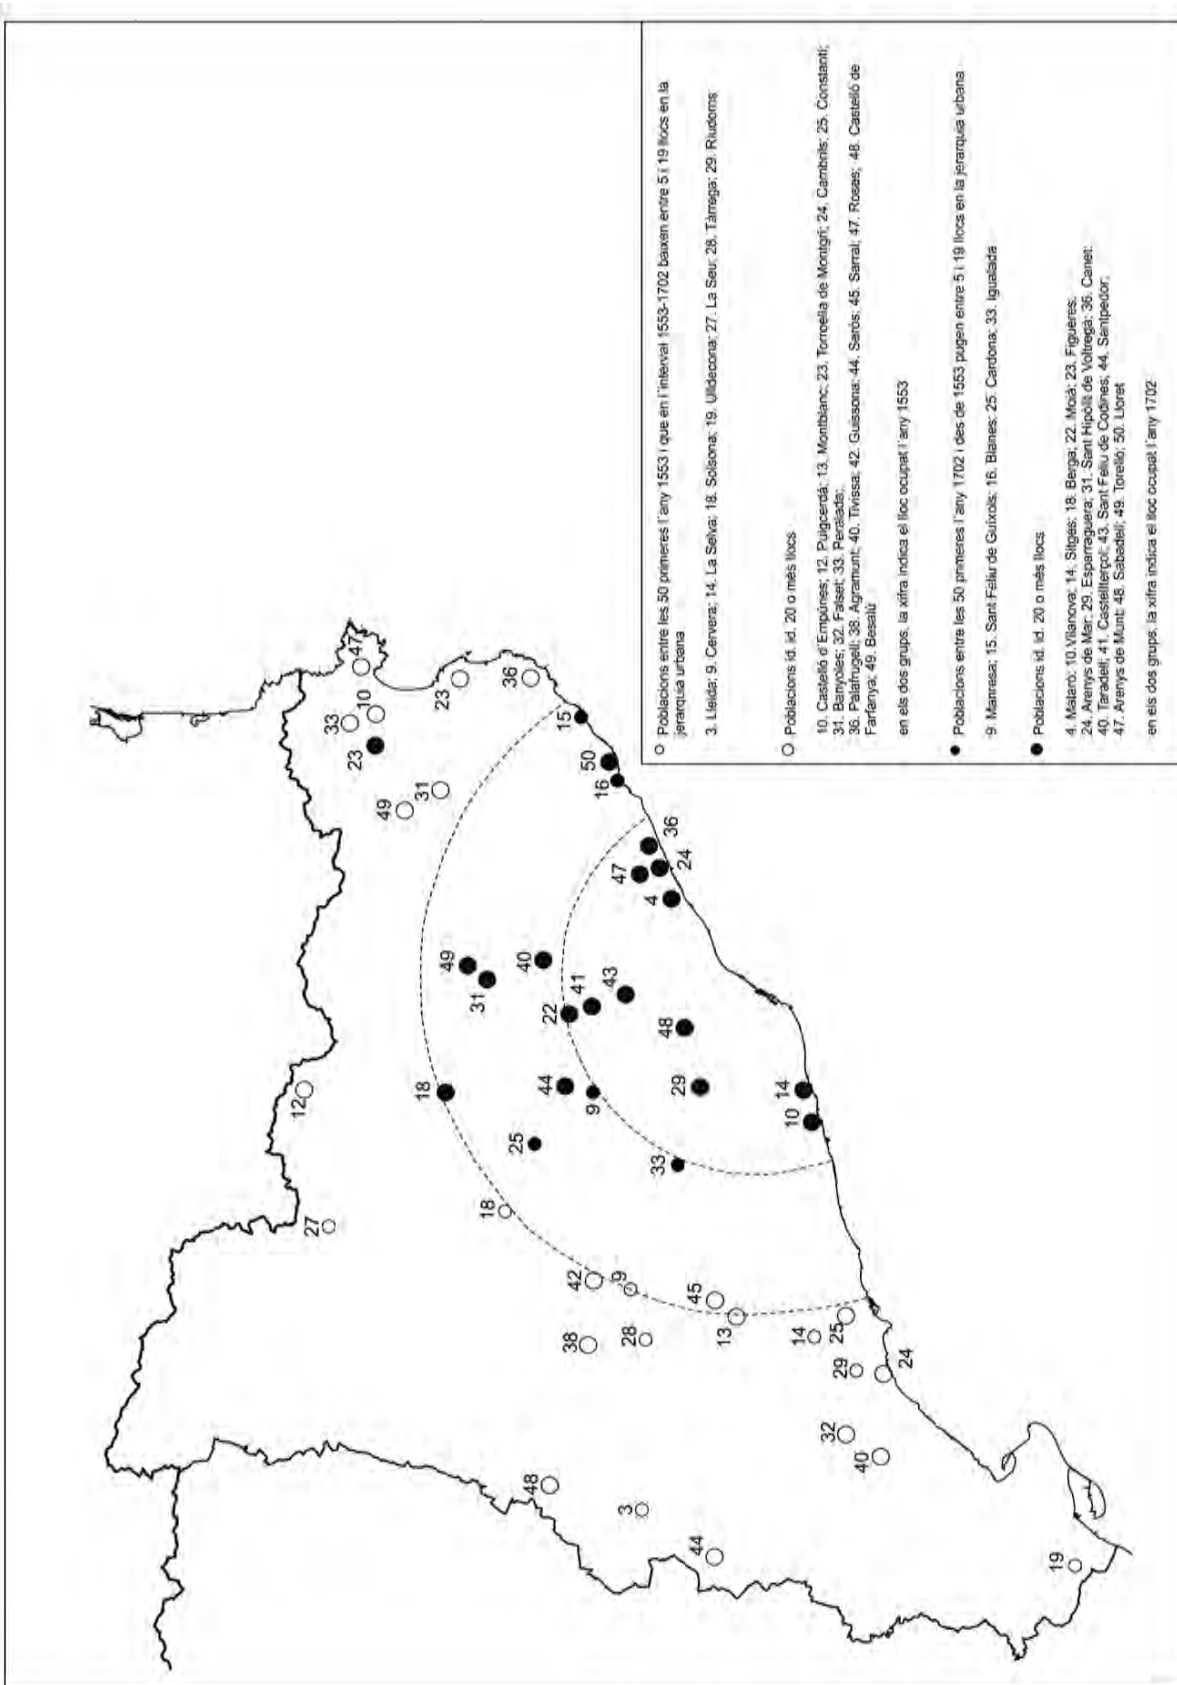 ○ Poblacions entre les 50 primeres l'any 1553 i que en l'interval 1553-1702 baixen entre 5 i 19 llocs en la
jerarquia urbana
3. Lleida; 9. Cervera; 14. La Selva; 18. Solsona; 19. Ulldecona; 27. La Seu; 28. Tàrrega; 29. Riudoms
○ Poblacions id. id. 20 o més llocs
10. Castelló d'Empúries; 12. Puigcerdà; 13. Montblanc; 23. Torroella de Montgrí; 24. Cambrils; 25. Constantí;
31. Banyoles; 32. Falset; 33. Peralada;
36. Palafrugell; 38. Agramunt; 40. Tivissa; 42. Guissona; 44. Seròs; 45. Sarral; 47. Roses; 48. Castelló de
Farfanya; 49. Besalú
en els dos grups, la xifra indica el lloc ocupat l'any 1553
● Poblacions entre les 50 primeres l'any 1702 i des de 1553 pugen entre 5 i 19 llocs en la jerarquia urbana
9. Manresa; 15. Sant Feliu de Guíxols; 16. Blanes; 25. Cardona; 33. Igualada
● Poblacions id. id. 20 o més llocs
4. Mataró; 10. Vilanova; 14. Sitges; 18. Berga; 22. Moià; 23. Figueres;
24. Arenys de Mar; 29. Esparraguera; 31. Sant Hipòlit de Voltregà; 36. Canet;
40. Taradell; 41. Castellterçol; 43. Sant Feliu de Codines; 44. Santpedor;
47. Arenys de Munt; 48. Sabadell; 49. Torelló; 50. Lloret
en els dos grups, la xifra indica el lloc ocupat l'any 1702
47
10
33
23
23
36
49
31
15
50
16
36
24
47
4
49
31
40
41
22
43
48
12
18
44
9
29
14
10
25
33
27
18
42
9
45
13
38
28
14
25
29
24
32
40
48
3
44
19